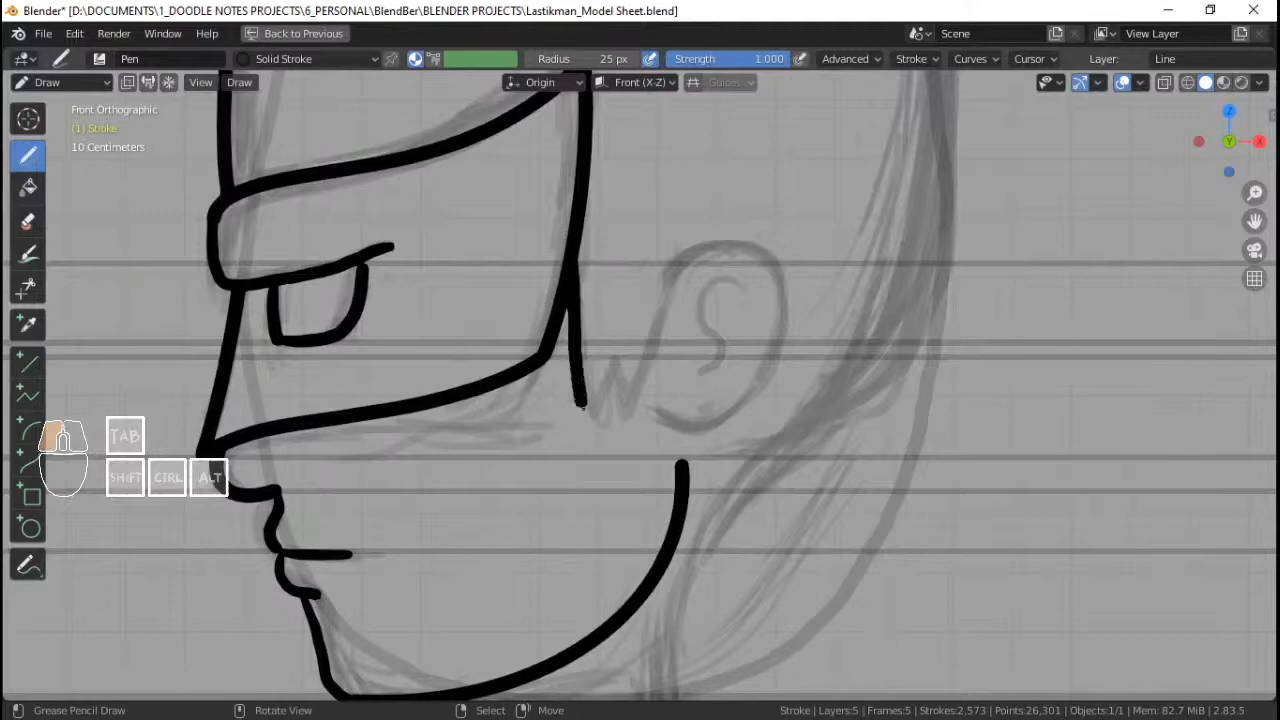 Blender* [D:\DOCUMENTS\1_DOODLE NOTES PROJECTS\6_PERSONAL\BlendBer\BLENDER PROJECTS\Lastikman_Model Sheet.blend]
File Edit Render Window Help Back to Previous Scene View Layer
Pen Solid Stroke Radius 25 px Strength 1.000 Advanced Stroke Curves Cursor Layer: Line
Draw View Draw Origin Front (X-Z) Guides
Front Orthographic
(1) Stroke
10 Centimeters
Z
Y
X
TAB
SHIFT CTRL ALT
Grease Pencil Draw Rotate View Select Move Stroke | Layers:5 | Frames:5 | Strokes:2,573 | Points:26,301 | Objects:1/1 | Mem: 82.7 MiB | 2.83.5